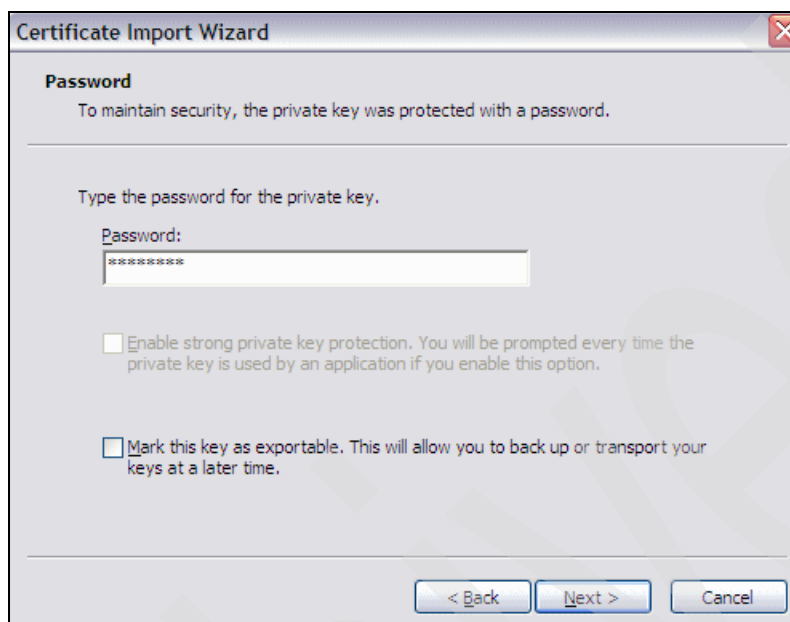 Certificate Import Wizard
Password
To maintain security, the private key was protected with a password.
Type the password for the private key.
Password:
********
Enable strong private key protection. You will be prompted every time the
private key is used by an application if you enable this option.
Mark this key as exportable. This will allow you to back up or transport your
keys at a later time.
< Back Next > Cancel